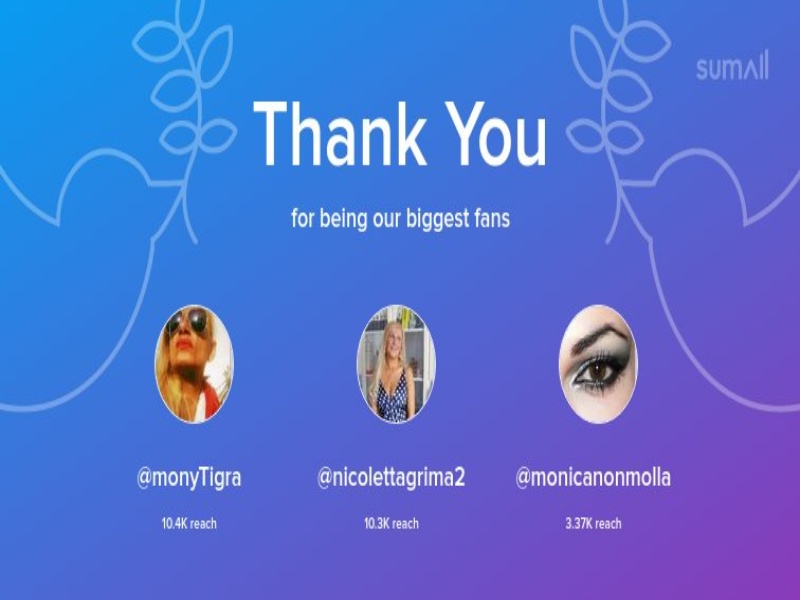 sumall
Thank You
for being our biggest fans
@monyTigra
@nicolettagrima2
@monicanonmolla
10.4K reach
10.3K reach
3.37K reach